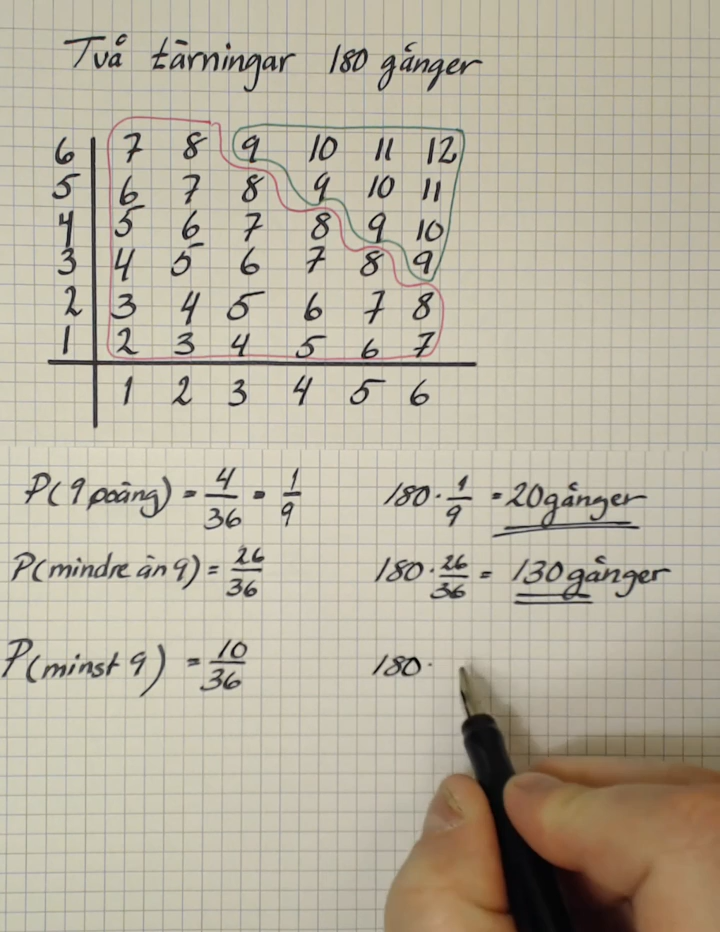 Två tärningar 180 gånger
6 7 8 9 10 11 12
5 6 7 8 9 10 11
4 5 6 7 8 9 10
3 4 5 6 7 8 9
2 3 4 5 6 7 8
1 2 3 4 5 6 7
1 2 3 4 5 6
P(9 poäng) = 4/36 = 1/9 180 · 1/9 = 20 gånger
P(mindre än 9) = 26/36 180 · 26/36 = 130 gånger
P(minst 9) = 10/36 180 ·